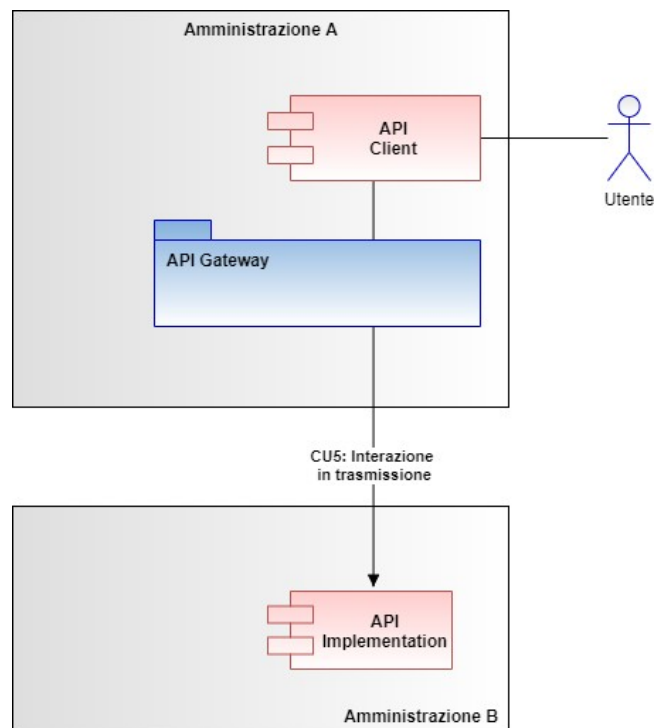 Amministrazione A
API
Client
Utente
API Gateway
CU5: Interazione
in trasmissione
API
Implementation
Amministrazione B